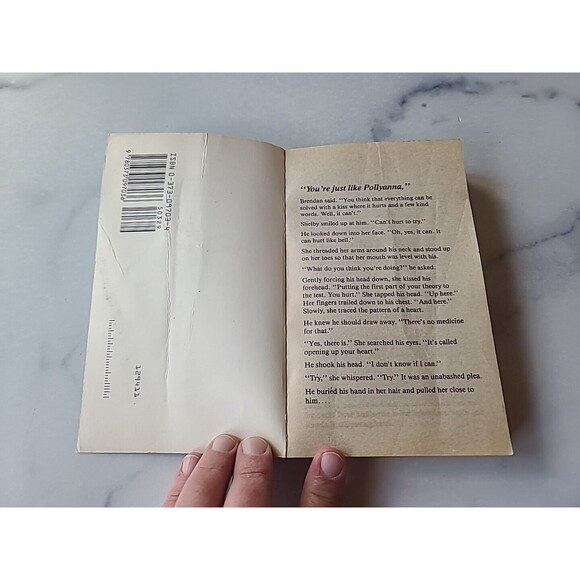 ISBN 0-373-09703-4
50329
9780373097036
129411
"You're just like Pollyanna,"
Brendan said. "You think that everything can be
solved with a kiss where it hurts and a few kind
words. Well, it can't."
Shelby smiled up at him. "Can't hurt to try."
He looked down into her face. "Oh, yes, it can. It
can hurt like hell."
She threaded her arms around his neck and stood up
on her toes so that her mouth was level with his.
"What do you think you're doing?" he asked.
Gently forcing his head down, she kissed his
forehead. "Putting the first part of your theory to
the test. You hurt." She tapped his head. "Up here."
Her fingers trailed down to his chest. "And here."
Slowly, she traced the pattern of a heart.
He knew he should draw away. "There's no medicine
for that."
"Yes, there is." She searched his eyes. "It's called
opening up your heart."
He shook his head. "I don't know if I can."
"Try," she whispered. "Try." It was an unabashed plea.
He buried his hand in her hair and pulled her close to
him....